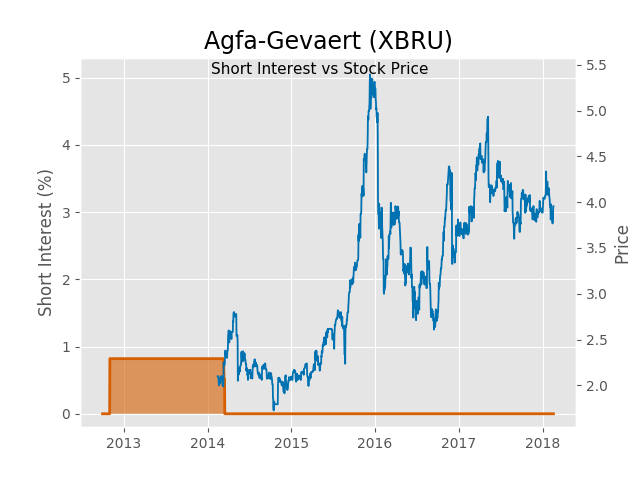 Agfa-Gevaert (XBRU)
Short Interest vs Stock Price
Short Interest (%)
5
4
3
2
1
0
5.5
5.0
4.5
4.0
3.5
3.0
2.5
2.0
Price
2013 2014 2015 2016 2017 2018